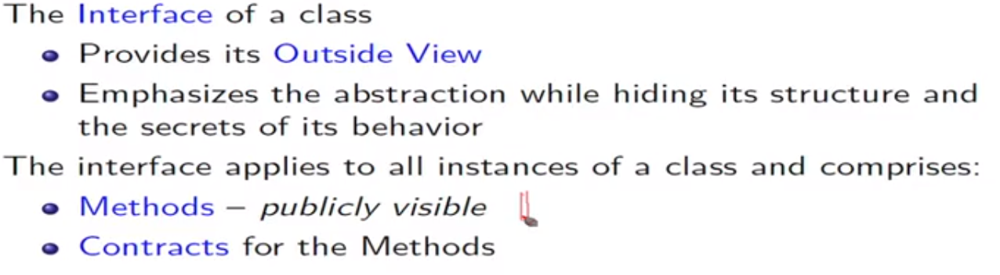 The Interface of a class
Provides its Outside View
Emphasizes the abstraction while hiding its structure and
the secrets of its behavior
The interface applies to all instances of a class and comprises:
Methods – publicly visible
Contracts for the Methods